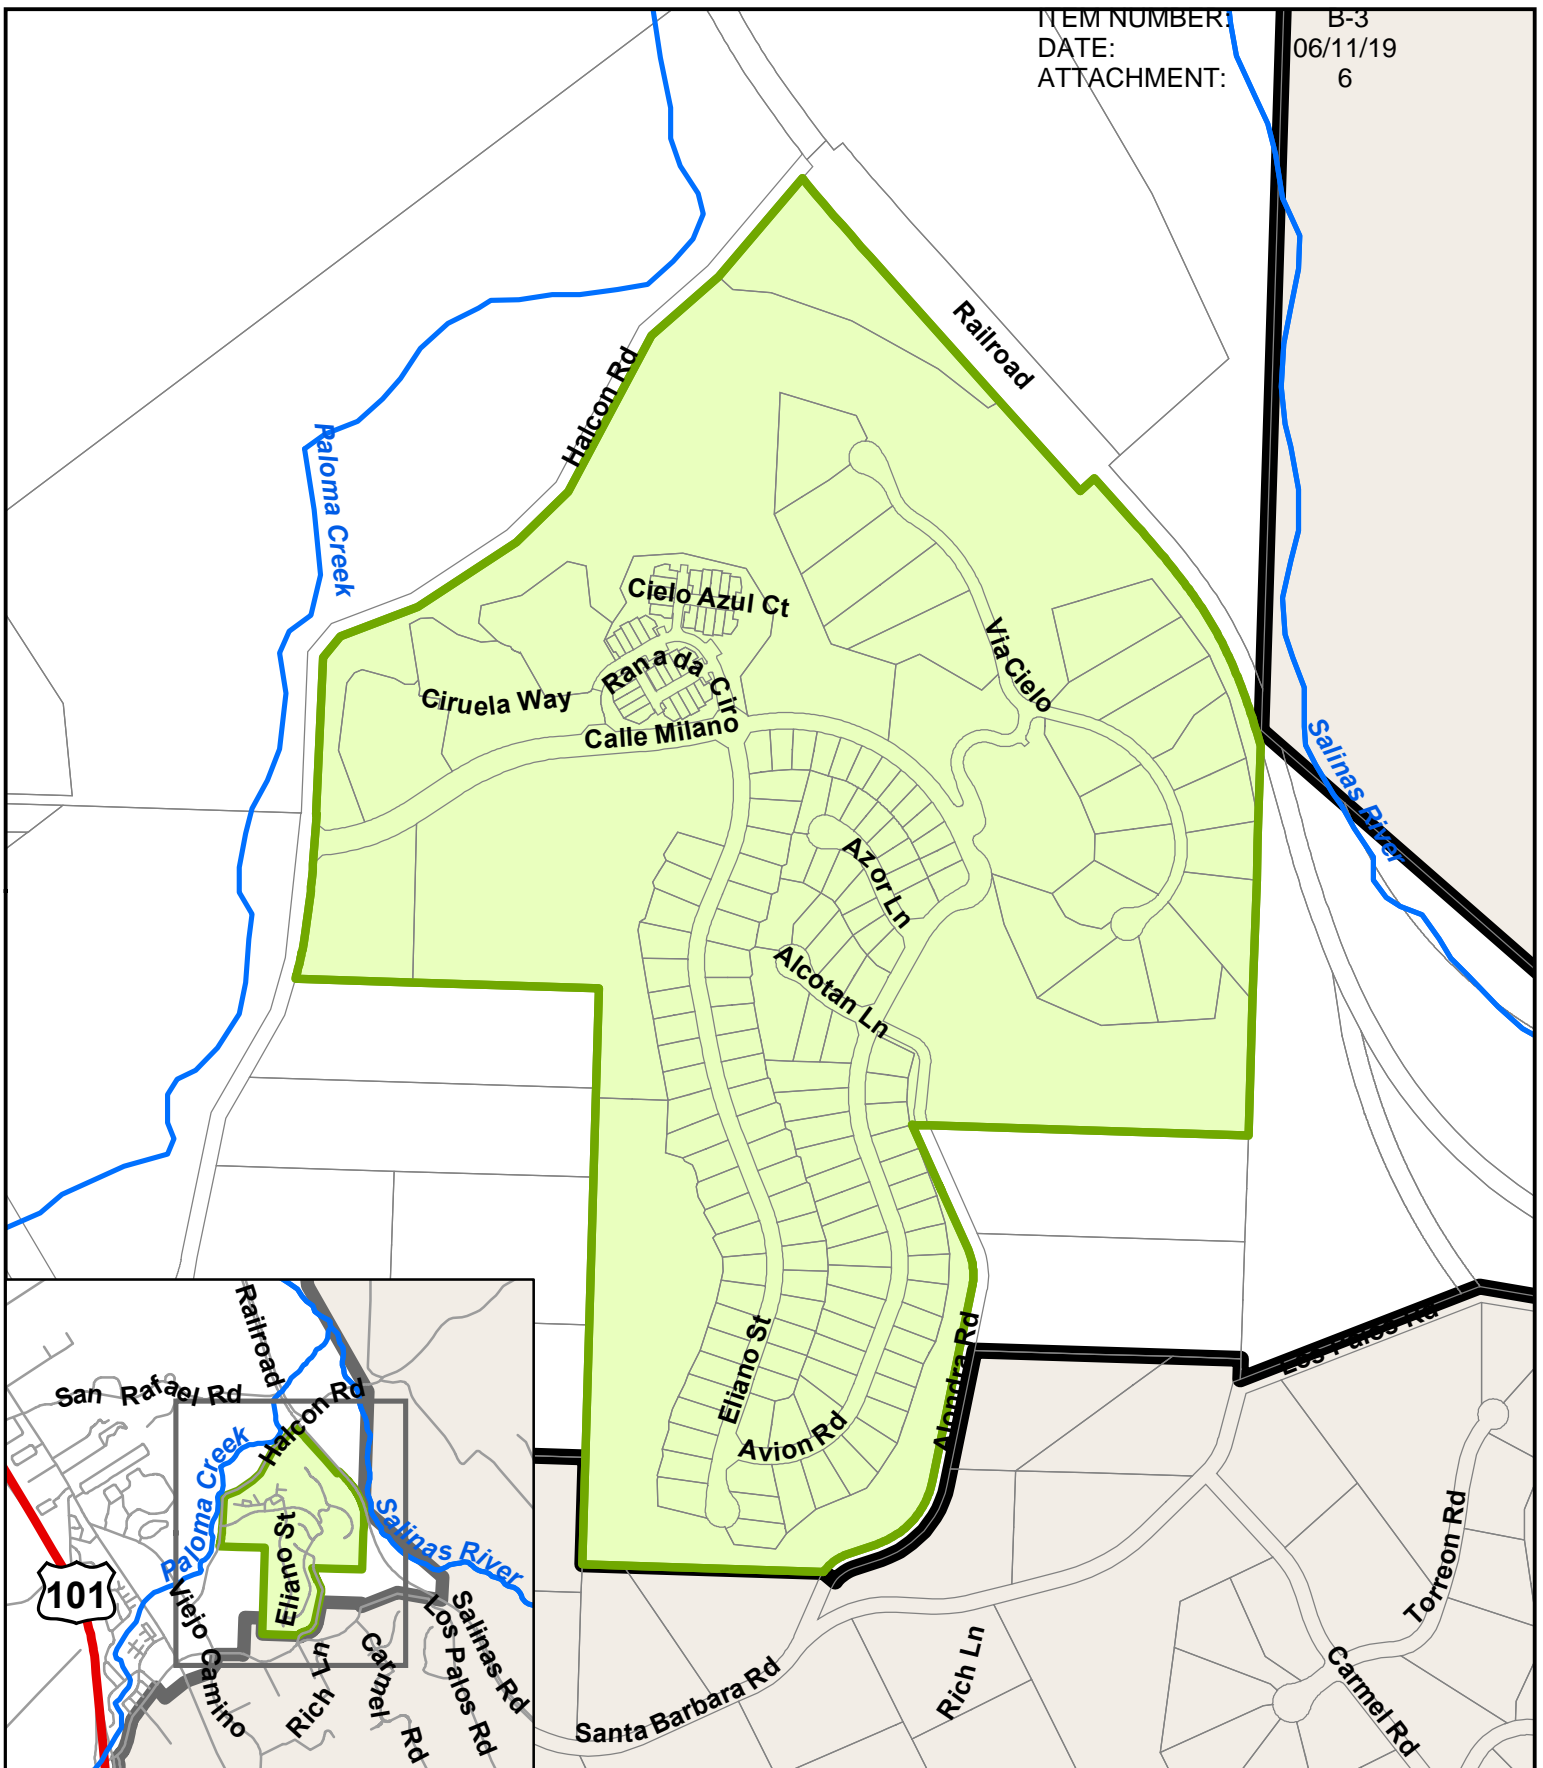 ITEM NUMBER: B-3
DATE: 06/11/19
ATTACHMENT: 6
Railroad
Halcon Rd
Paloma Creek
Cielo Azul Ct
Via Cielo
Ranada Cir
Ciruela Way
Calle Milano
Salinas River
Azor Ln
Alcotan Ln
Eliano St
Alondra Rd
Los Palos Rd
Avion Rd
Torreon Rd
Rich Ln
Carmel Rd
Santa Barbara Rd
Railroad
San Rafael Rd
Halcon Rd
Paloma Creek
Eliano St
Salinas River
101
Viejo Camino
Rich Ln
Carmel Rd
Los Palos Rd
Salinas Rd